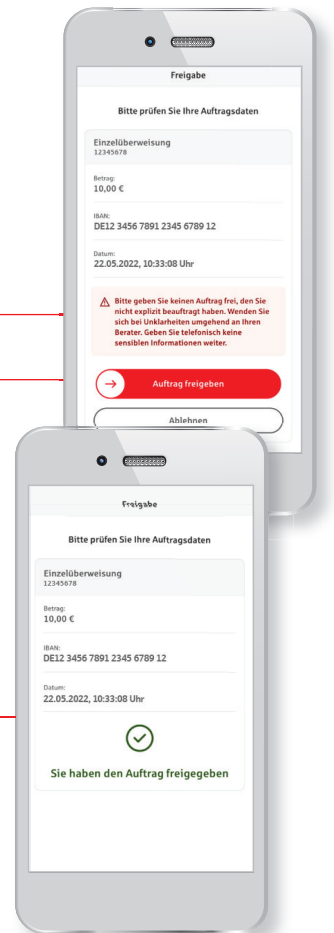 Freigabe
Bitte prüfen Sie Ihre Auftragsdaten
Einzelüberweisung
12345678
Betrag:
10,00 €
IBAN:
DE12 3456 7891 2345 6789 12
Datum:
22.05.2022, 10:33:08 Uhr
Bitte geben Sie keinen Auftrag frei, den Sie
nicht explizit beauftragt haben. Wenden Sie
sich bei Unklarheiten umgehend an Ihren
Berater. Geben Sie telefonisch keine
sensiblen Informationen weiter.
Auftrag freigeben
Ablehnen
Freigabe
Bitte prüfen Sie Ihre Auftragsdaten
Einzelüberweisung
12345678
Betrag:
10,00 €
IBAN:
DE12 3456 7891 2345 6789 12
Datum:
22.05.2022, 10:33:08 Uhr
Sie haben den Auftrag freigegeben